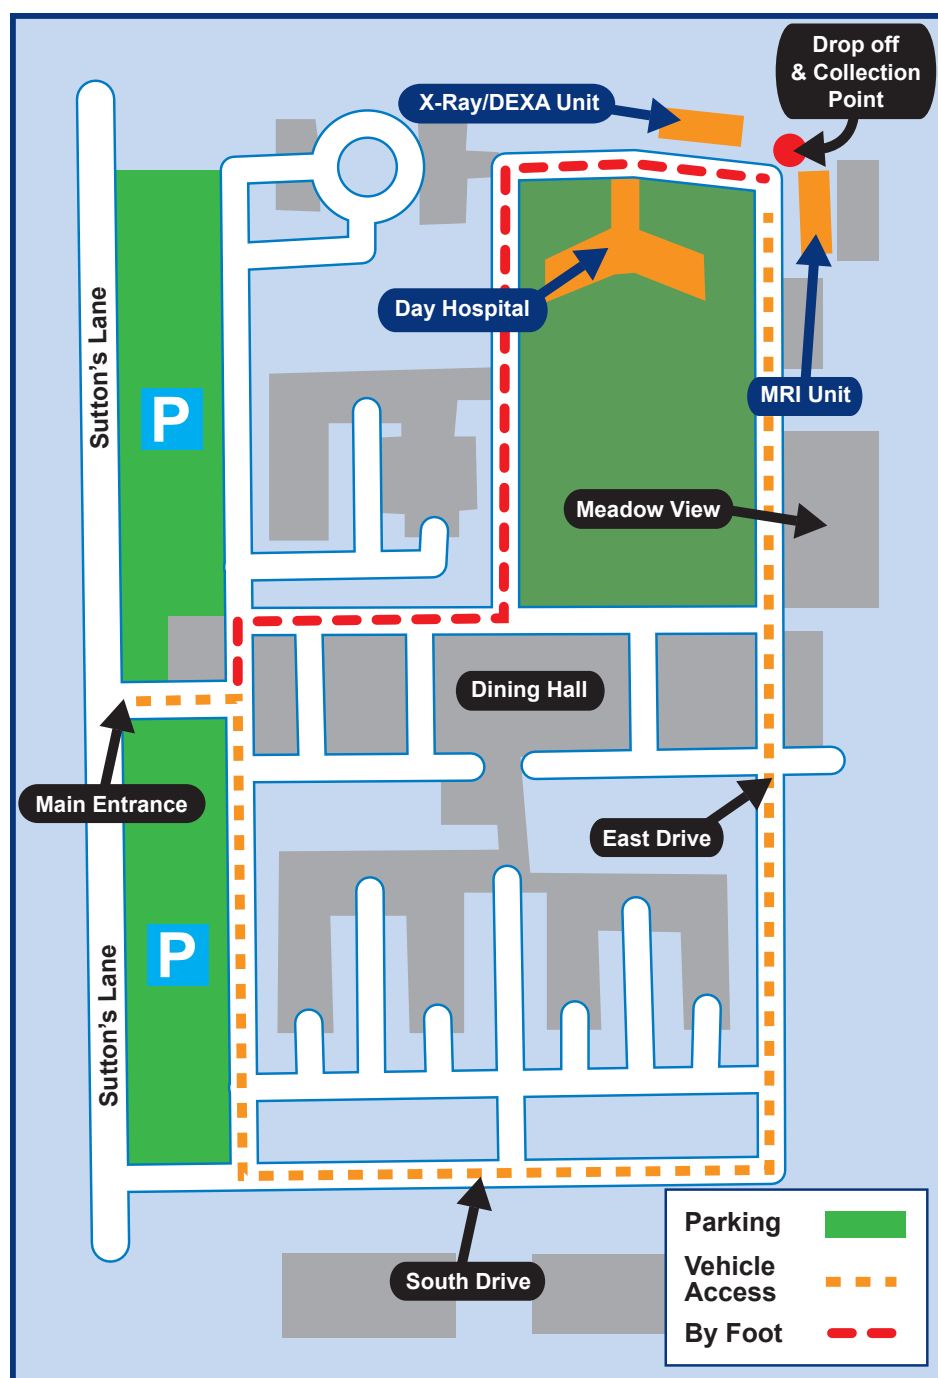 Drop off
& Collection
Point
X-Ray/DEXA Unit
Sutton's Lane
Day Hospital
P
MRI Unit
Meadow View
Dining Hall
Main Entrance
East Drive
P
Sutton's Lane
South Drive
Parking
Vehicle
Access
By Foot